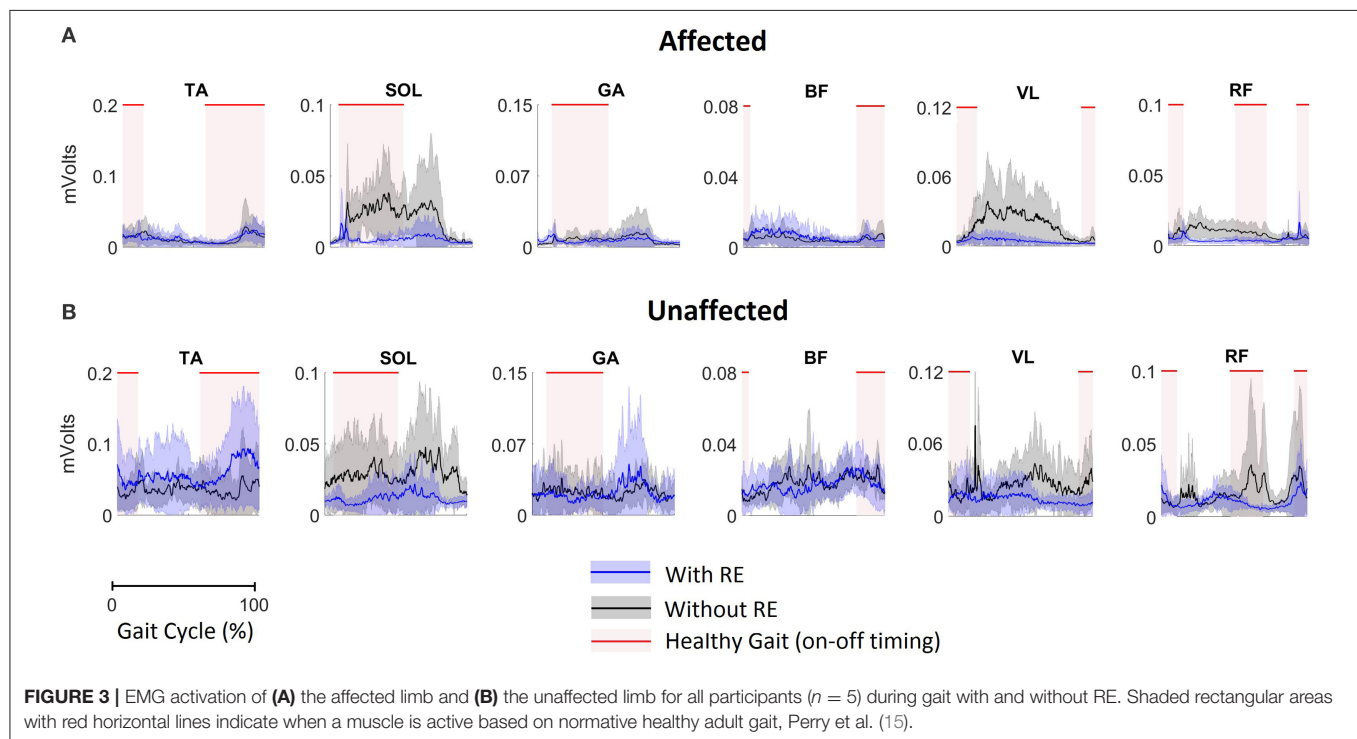 A
Affected
TA SOL GA BF VL RF
0.2 0.1 0.15 0.08 0.12 0.1
mVolts
0.1 0.05 0.07 0.04 0.06 0.05
0 0 0 0 0 0
B
Unaffected
TA SOL GA BF VL RF
0.2 0.1 0.15 0.08 0.12 0.1
mVolts
0.1 0.05 0.07 0.04 0.06 0.05
0 0 0 0 0 0
0 100
Gait Cycle (%)
With RE
Without RE
Healthy Gait (on-off timing)
FIGURE 3 | EMG activation of (A) the affected limb and (B) the unaffected limb for all participants (n = 5) during gait with and without RE. Shaded rectangular areas
with red horizontal lines indicate when a muscle is active based on normative healthy adult gait, Perry et al. (15).